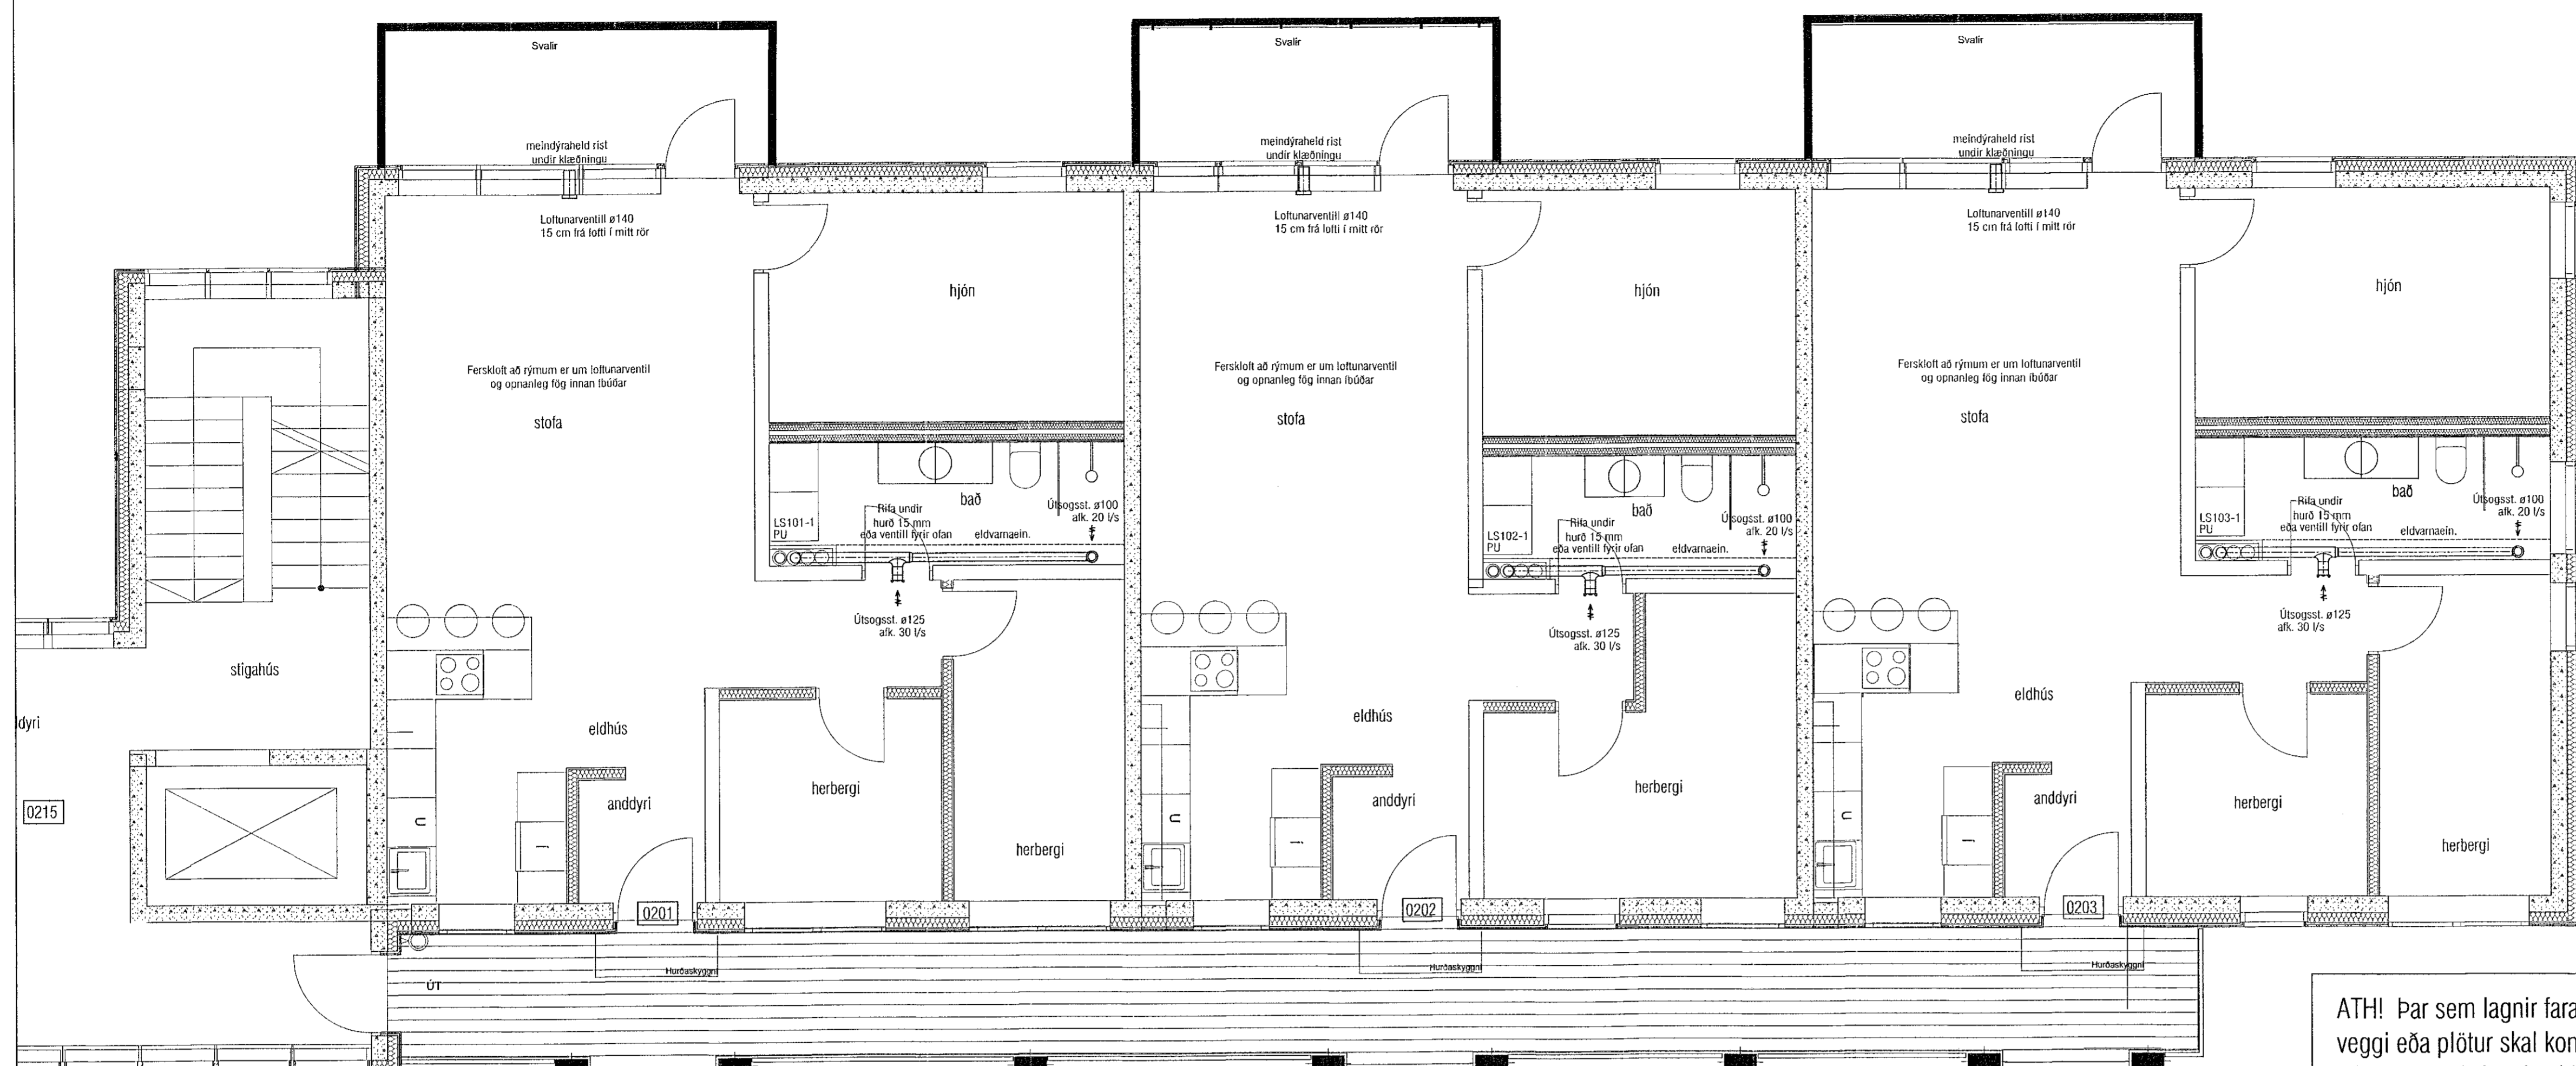 Svalir
Svalir
Svalir
meindýraheld rist
undir klæðningu
meindýraheld rist
undir klæðningu
meindýraheld rist
undir klæðningu
Loftunarventill ø140
15 cm frá lofti í mitt rör
Loftunarventill ø140
15 cm frá lofti í mitt rör
Loftunarventill ø140
15 cm frá lofti í mitt rör
hjón
hjón
hjón
Ferskloft að rýmum er um loftunarventil
og opnanleg fög innan íbúðar
Ferskloft að rýmum er um loftunarventil
og opnanleg fög innan íbúðar
Ferskloft að rýmum er um loftunarventil
og opnanleg fög innan íbúðar
stofa
stofa
stofa
bað
Rifa undir
hurð 15 mm
eða ventill fyrir ofan
eldvarnaein.
Útsogsst. ø100
afk. 20 l/s
LS101-1
PU
bað
Rifa undir
hurð 15 mm
eða ventill fyrir ofan
eldvarnaein.
Útsogsst. ø100
afk. 20 l/s
LS102-1
PU
bað
Rifa undir
hurð 15 mm
eða ventill fyrir ofan
eldvarnaein.
Útsogsst. ø100
afk. 20 l/s
LS103-1
PU
Útsogsst. ø125
afk. 30 l/s
Útsogsst. ø125
afk. 30 l/s
Útsogsst. ø125
afk. 30 l/s
stigahús
dyri
eldhús
eldhús
eldhús
herbergi
herbergi
herbergi
anddyri
anddyri
anddyri
0215
U
Í
U
Í
U
Í
herbergi
herbergi
0201
0202
0203
Hurðaskyggni
Hurðaskyggni
Hurðaskyggni
ÚT
ATH! Þar sem lagnir fara
veggi eða plötur skal kon